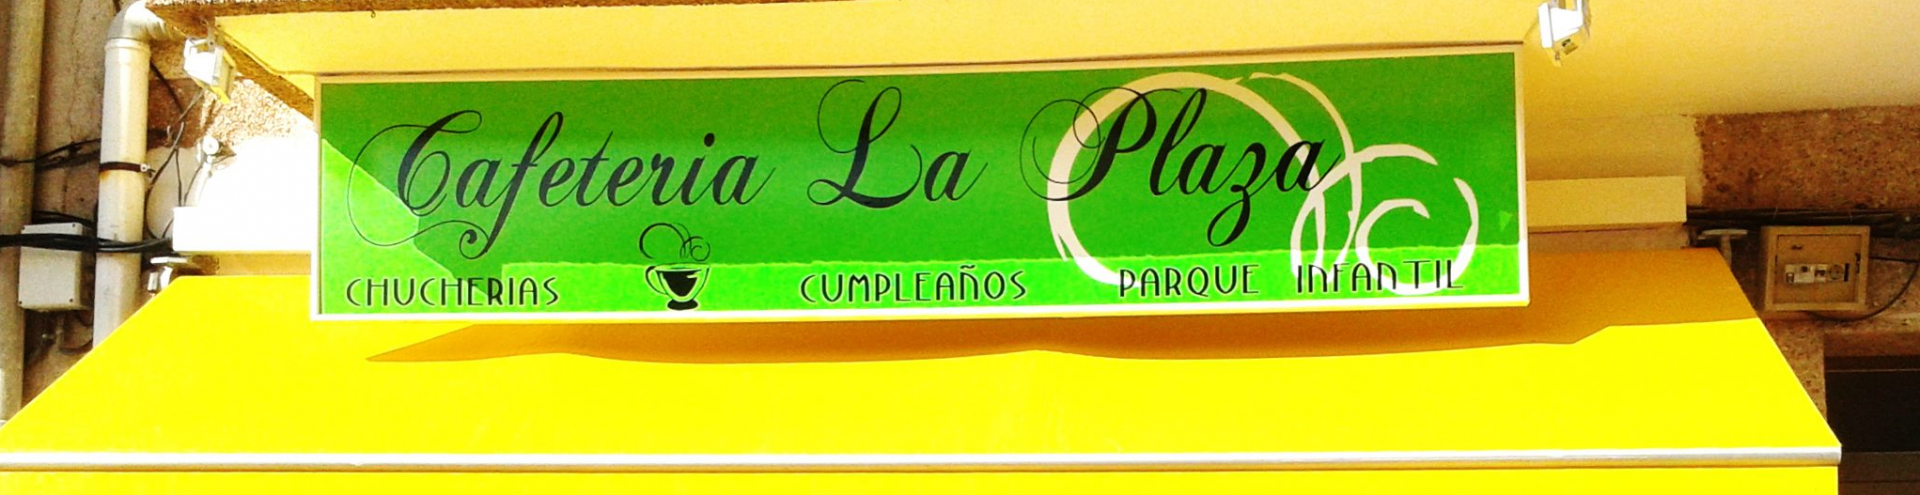 Cafeteria La Plaza
CHUCHERIAS CUMPLEAÑOS PARQUE INFANTIL